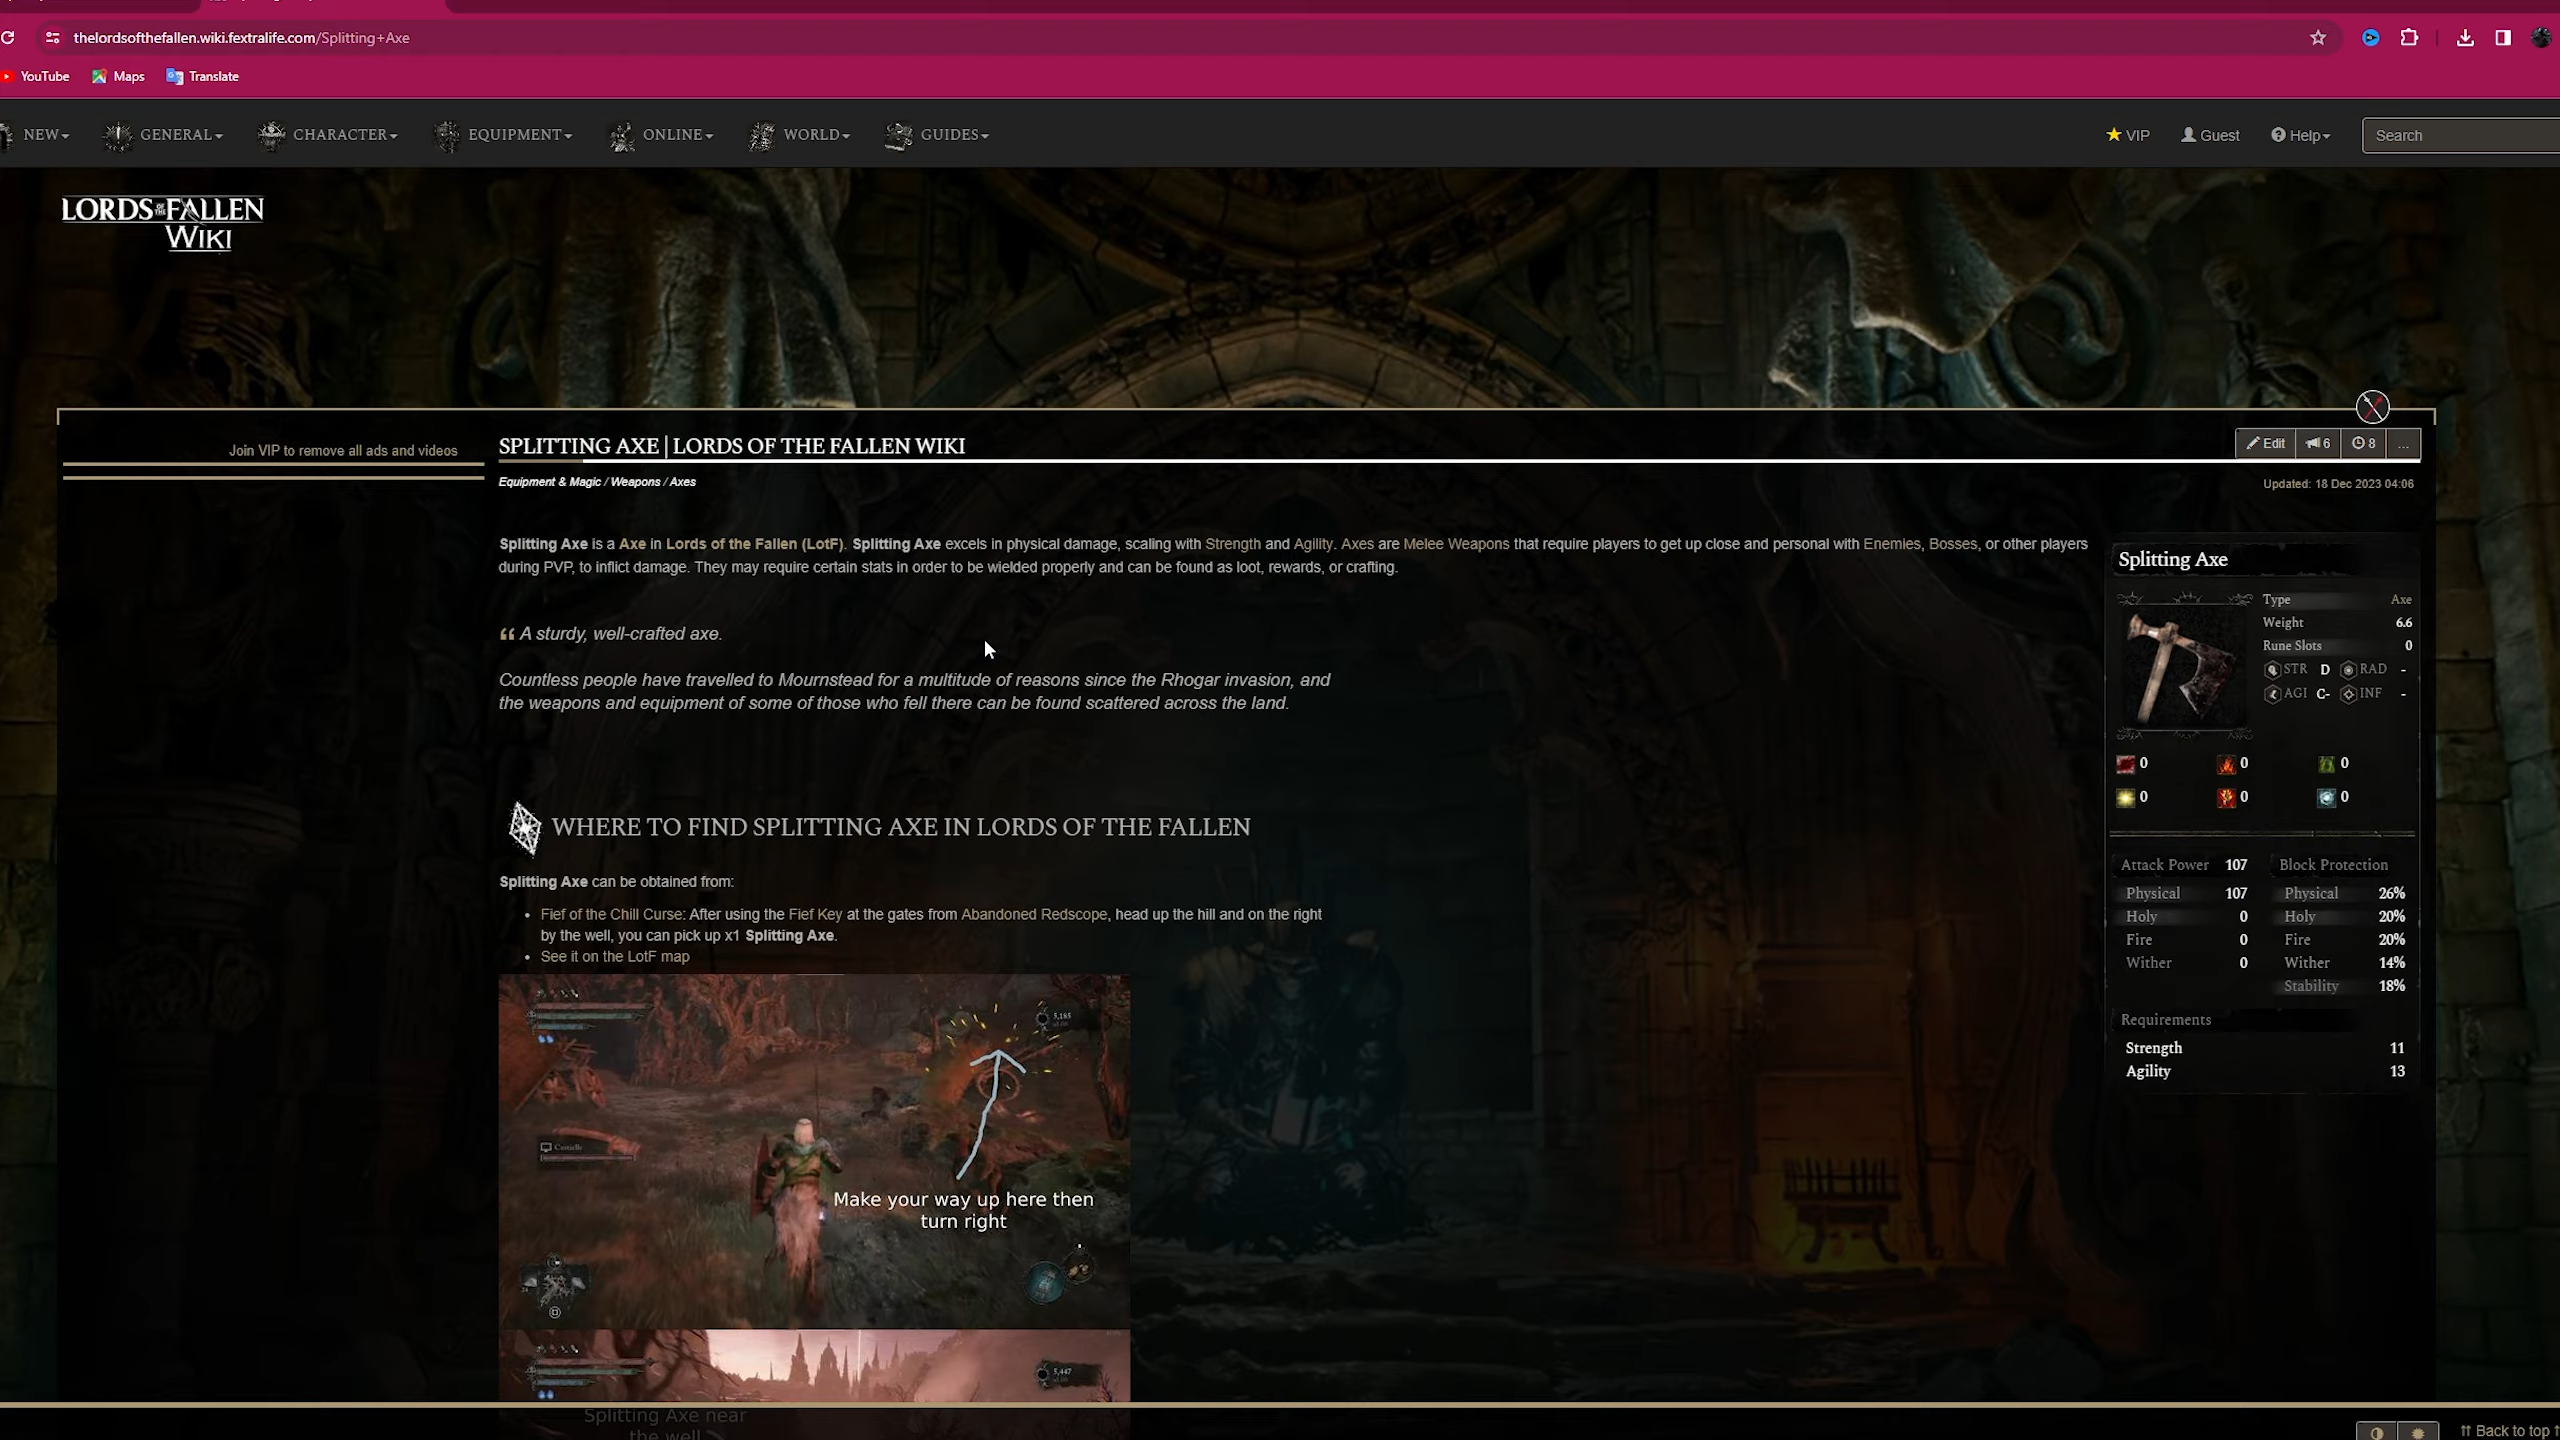 thelordsofthefallen.wiki.fextralife.com/Splitting+Axe
YouTube Maps Translate
NEW GENERAL CHARACTER EQUIPMENT ONLINE WORLD GUIDES VIP Guest Help Search
LORDS OF THE FALLEN
WIKI
Join VIP to remove all ads and videos
SPLITTING AXE | LORDS OF THE FALLEN WIKI
Edit 6 8 ...
Equipment & Magic / Weapons / Axes
Updated: 18 Dec 2023 04:06
Splitting Axe is a Axe in Lords of the Fallen (LotF). Splitting Axe excels in physical damage, scaling with Strength and Agility. Axes are Melee Weapons that require players to get up close and personal with Enemies, Bosses, or other players
during PVP, to inflict damage. They may require certain stats in order to be wielded properly and can be found as loot, rewards, or crafting.
“ A sturdy, well-crafted axe.
Countless people have travelled to Mournstead for a multitude of reasons since the Rhogar invasion, and
the weapons and equipment of some of those who fell there can be found scattered across the land.
WHERE TO FIND SPLITTING AXE IN LORDS OF THE FALLEN
Splitting Axe can be obtained from:
• Fief of the Chill Curse: After using the Fief Key at the gates from Abandoned Redscope, head up the hill and on the right
by the well, you can pick up x1 Splitting Axe.
• See it on the LotF map
5,185
Make your way up here then
turn right
5,447
Splitting Axe near
the well
Splitting Axe
Type Axe
Weight 6.6
Rune Slots 0
STR D RAD -
AGI C- INF -
0 0 0
0 0 0
Attack Power 107 Block Protection
Physical 107 Physical 26%
Holy 0 Holy 20%
Fire 0 Fire 20%
Wither 0 Wither 14%
Stability 18%
Requirements
Strength 11
Agility 13
Back to top